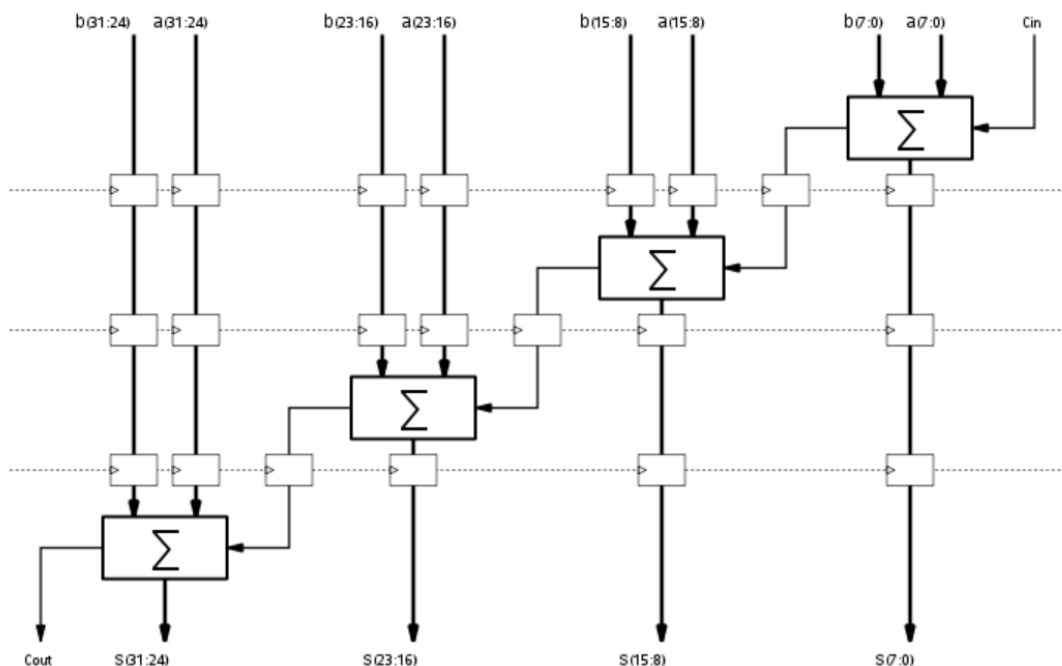 b(31:24) a(31:24) b(23:16) a(23:16) b(15:8) a(15:8) b(7:0) a(7:0) Cin
Σ
Σ
Σ
Σ
Cout S(31:24) S(23:16) S(15:8) S(7:0)